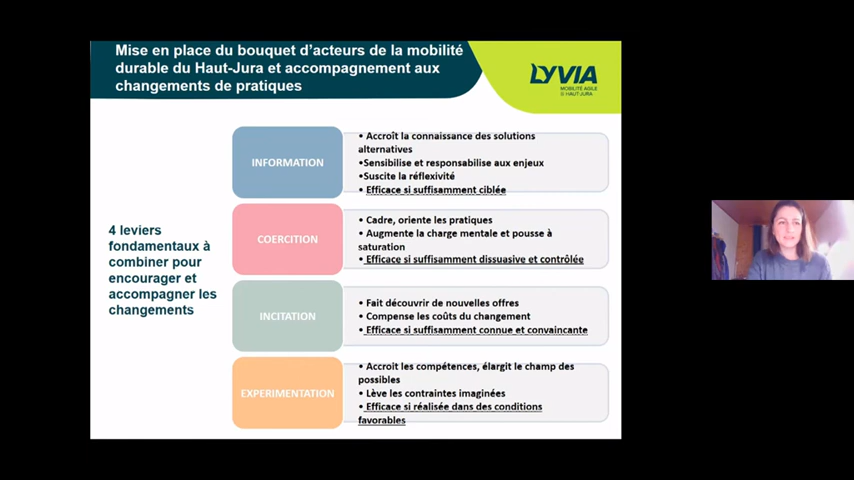 Mise en place du bouquet d'acteurs de la mobilité
durable du Haut-Jura et accompagnement aux
changements de pratiques
LYVIA
MOBILITÉ AGILE
HAUT-JURA
INFORMATION
• Accroît la connaissance des solutions
alternatives
•Sensibilise et responsabilise aux enjeux
•Suscite la réflexivité
• Efficace si suffisamment ciblée
4 leviers
fondamentaux à
combiner pour
encourager et
accompagner les
changements
COERCITION
• Cadre, oriente les pratiques
• Augmente la charge mentale et pousse à
saturation
• Efficace si suffisamment dissuasive et contrôlée
INCITATION
• Fait découvrir de nouvelles offres
• Compense les coûts du changement
• Efficace si suffisamment connue et convaincante
EXPERIMENTATION
• Accroit les compétences, élargit le champ des
possibles
• Lève les contraintes imaginées
• Efficace si réalisée dans des conditions
favorables